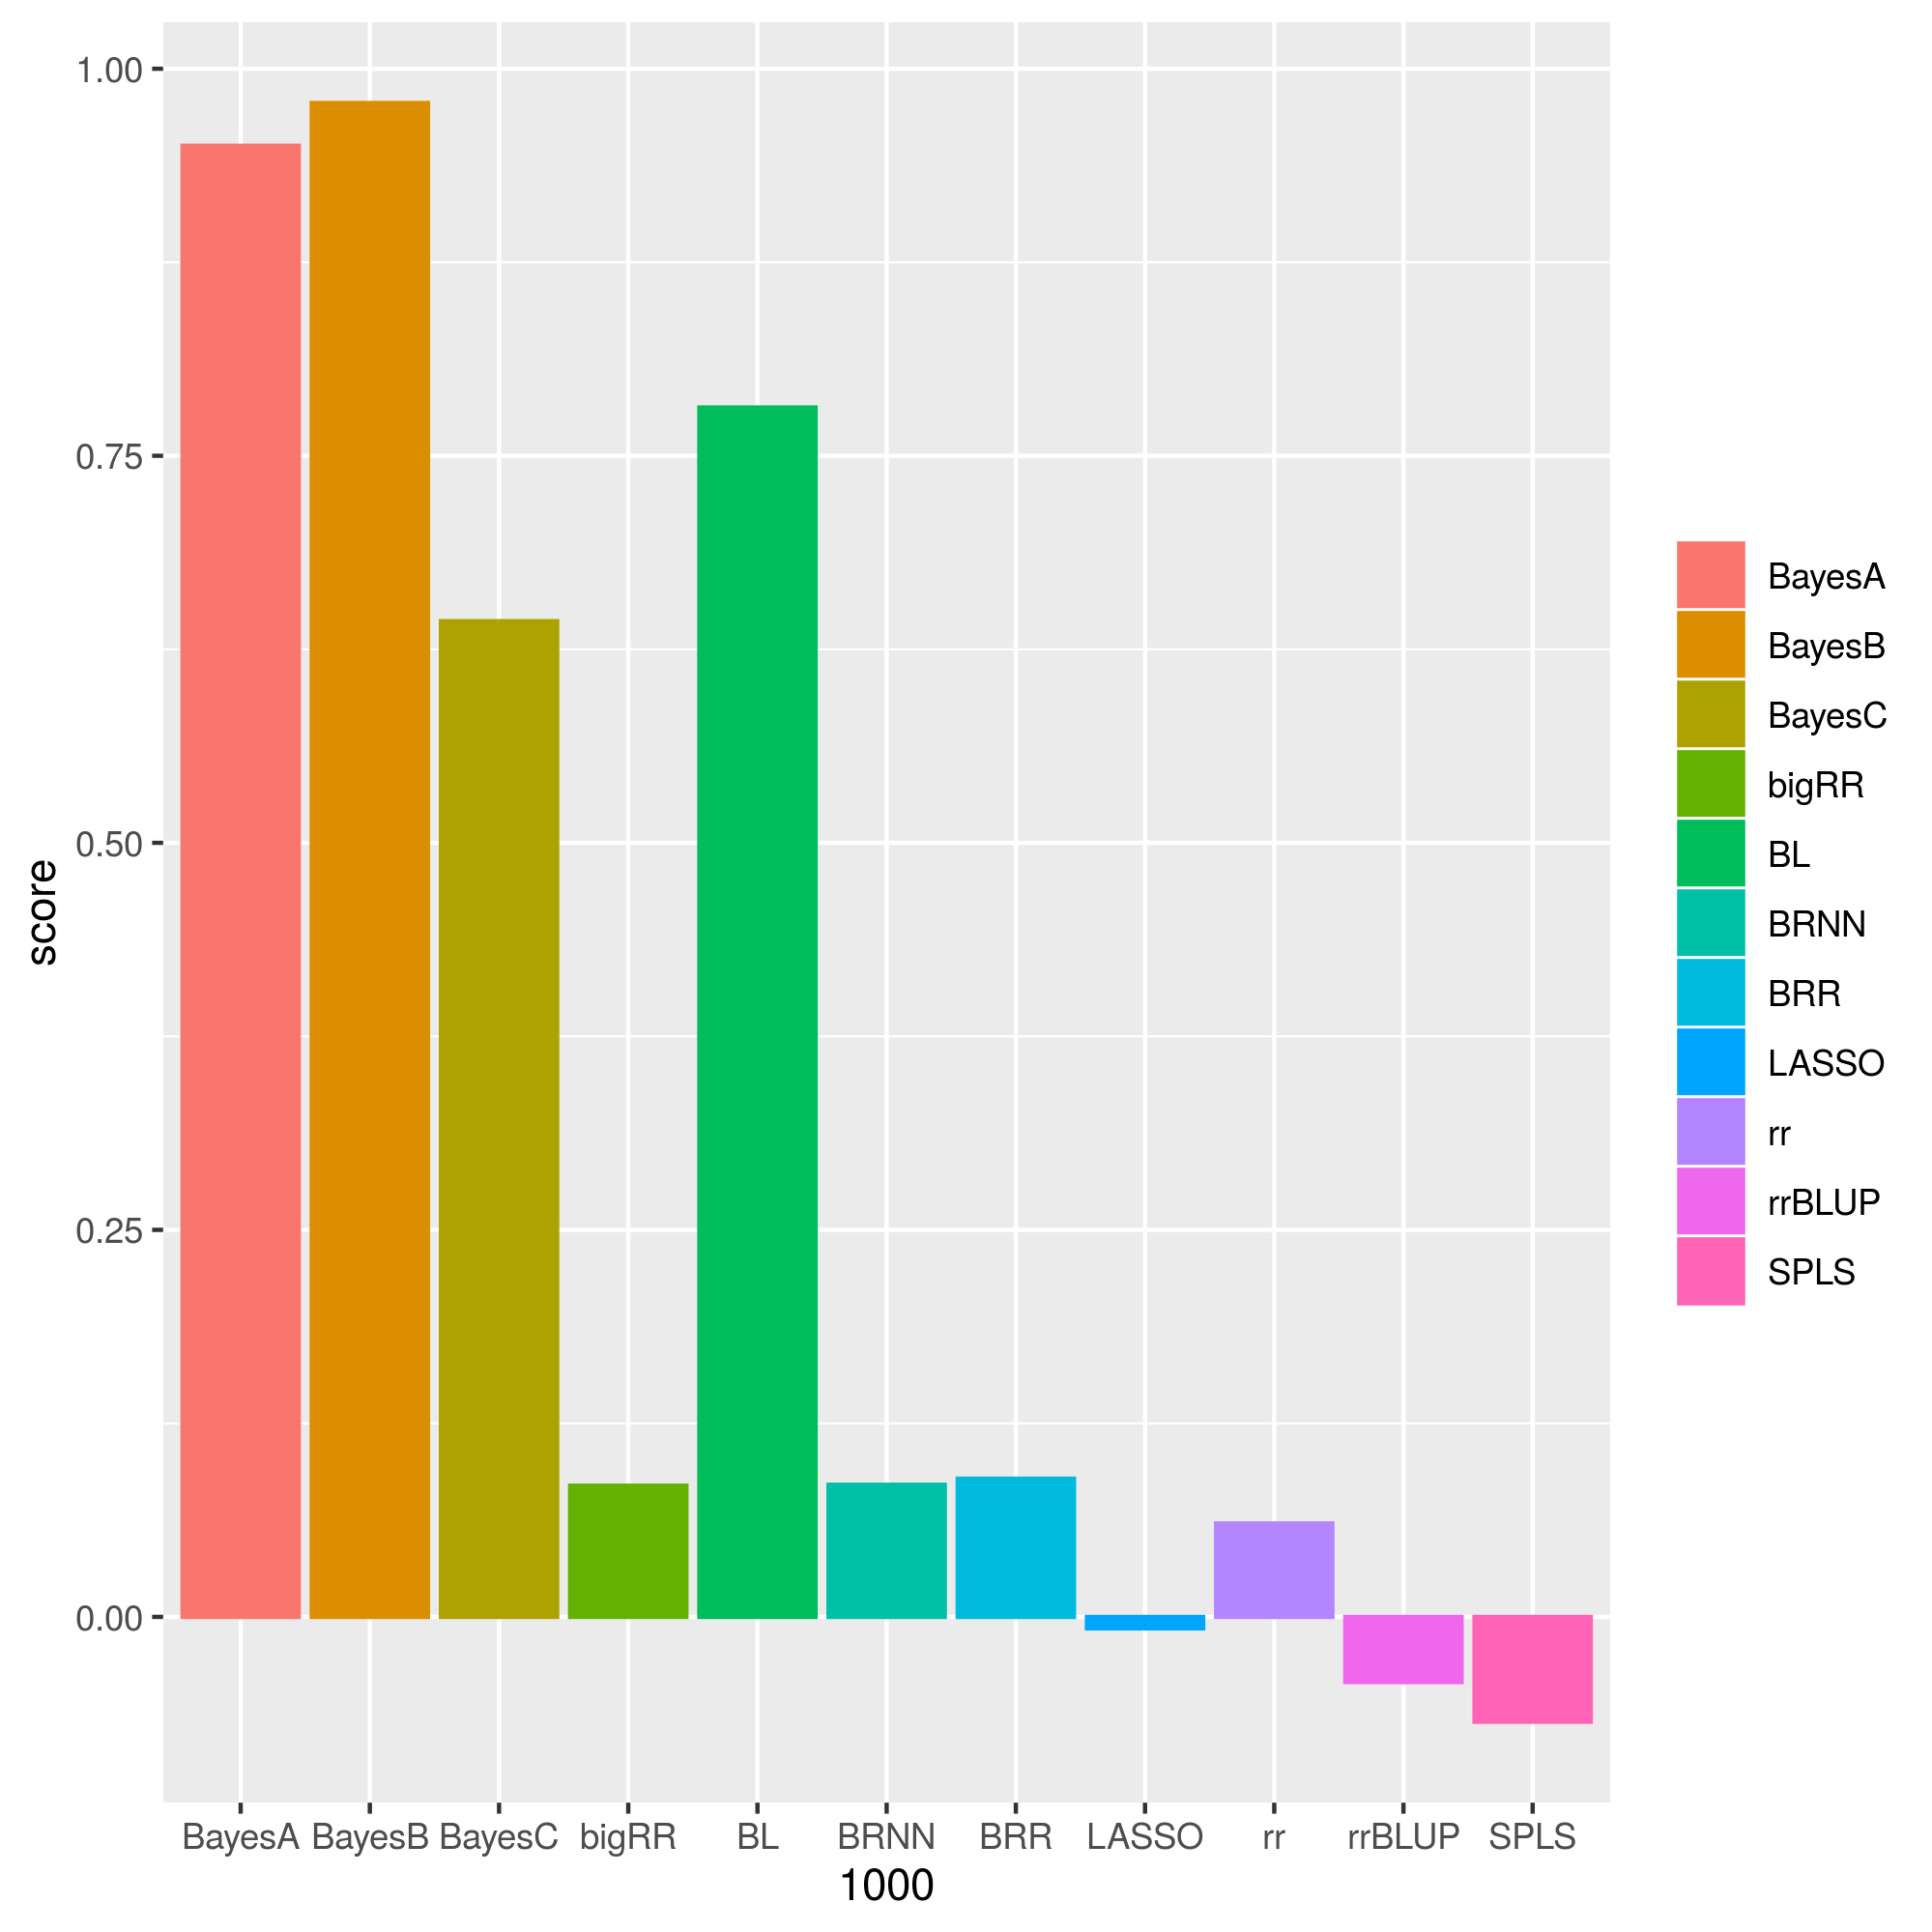 score
1.00
0.75
0.50
0.25
0.00
BayesA BayesB BayesC bigRR BL BRNN BRR LASSO rr rrBLUP SPLS
1000
BayesA
BayesB
BayesC
bigRR
BL
BRNN
BRR
LASSO
rr
rrBLUP
SPLS